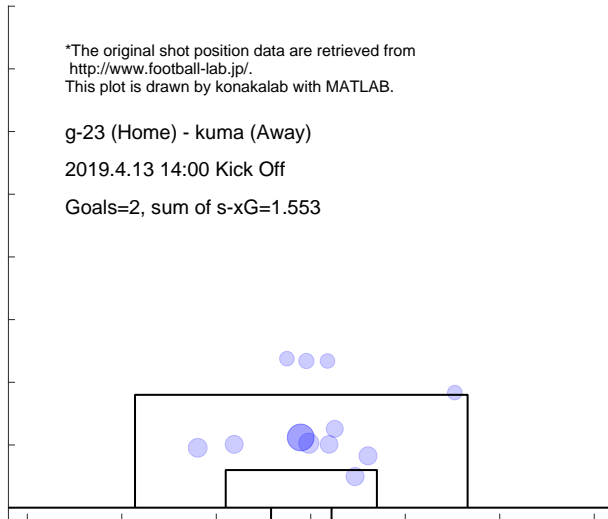 *The original shot position data are retrieved from
http://www.football-lab.jp/.
This plot is drawn by konakalab with MATLAB.
g-23 (Home) - kuma (Away)
2019.4.13 14:00 Kick Off
Goals=2, sum of s-xG=1.553